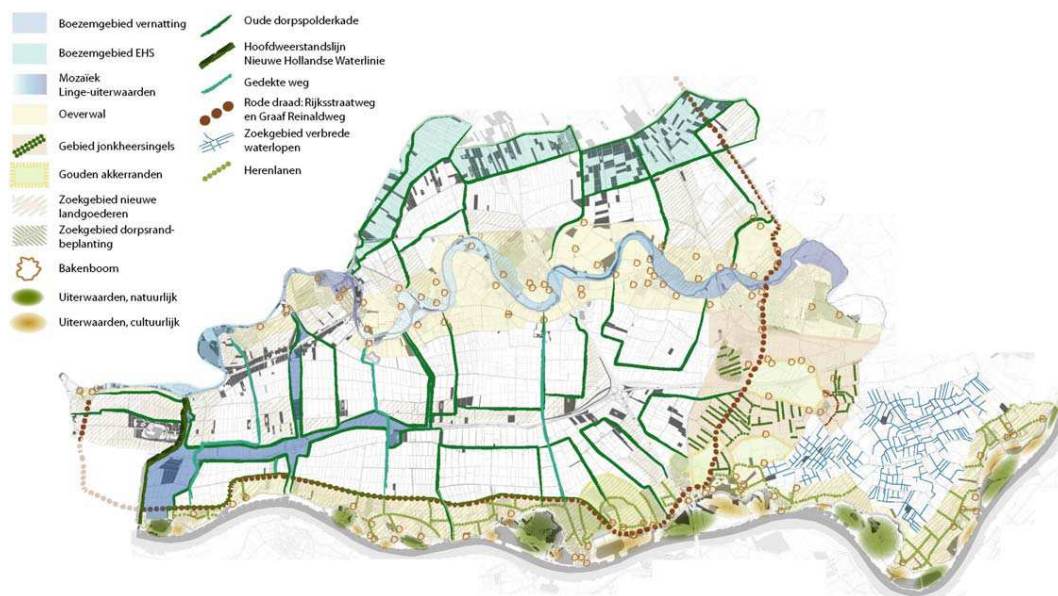 Boezemgebied vernatting
Boezemgebied EHS
Mozaïek
Linge-uiterwaarden
Oeverwal
Gebied jonkheersingels
Gouden akkerranden
Zoekgebied nieuwe
landgoederen
Zoekgebied dorpsrand-
beplanting
Bakenboom
Uiterwaarden, natuurlijk
Uiterwaarden, cultuurlijk
Oude dorpspolderkade
Hoofdweerstandslijn
Nieuwe Hollandse Waterlinie
Gedekte weg
Rode draad: Rijksstraatweg
en Graaf Reinaldweg
Zoekgebied verbrede
waterlopen
Herenlanen